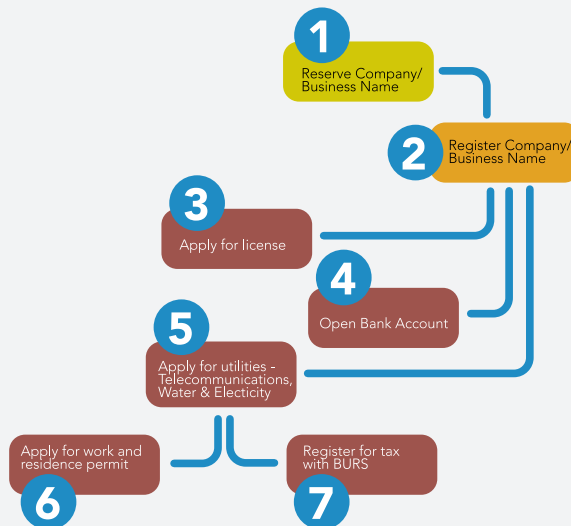 1
Reserve Company/
Business Name
2
Register Company/
Business Name
3
Apply for license
4
Open Bank Account
5
Apply for utilities -
Telecommunications,
Water & Electicity
Apply for work and
residence permit
6
Register for tax
with BURS
7